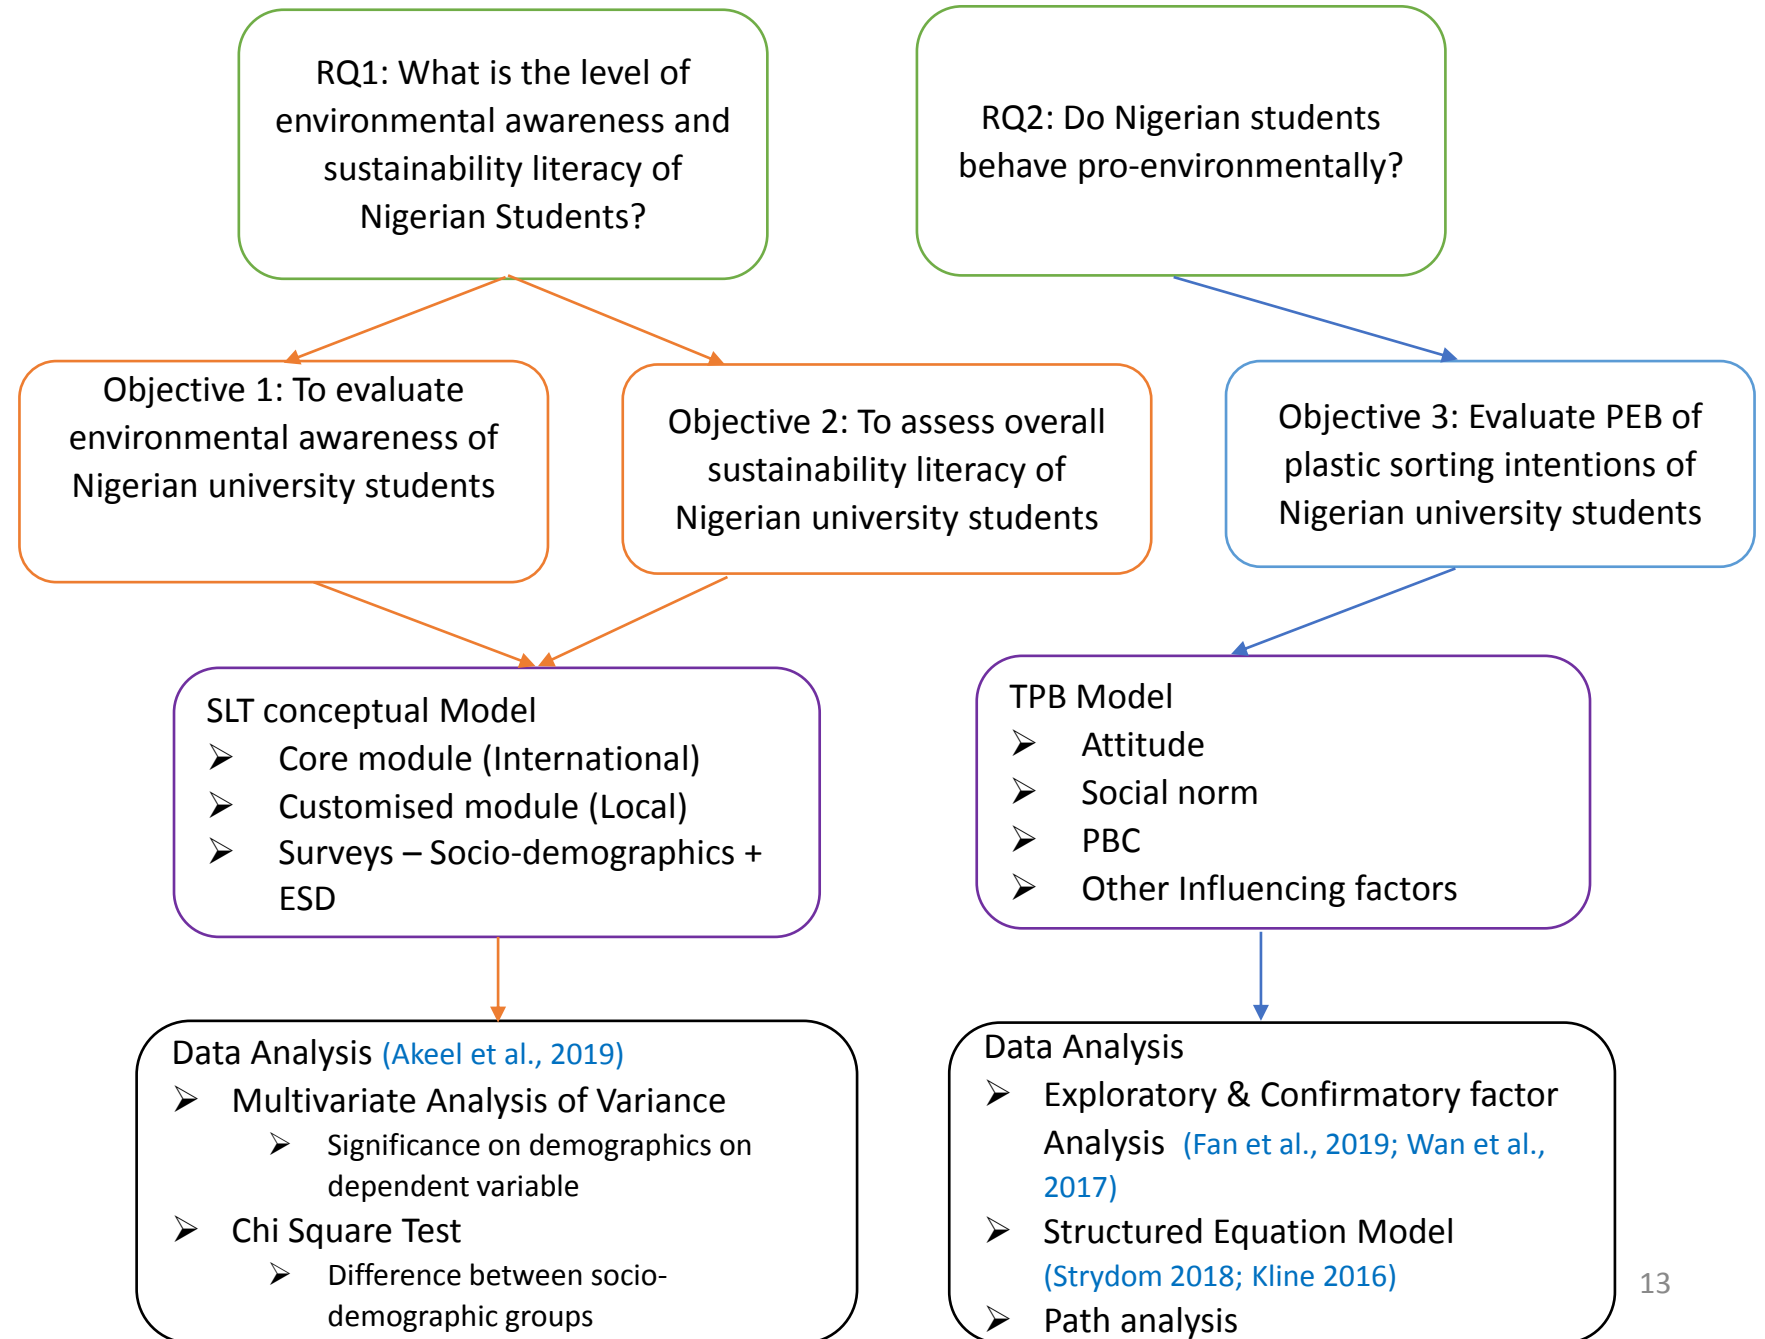 RQ1: What is the level of
environmental awareness and
sustainability literacy of
Nigerian Students?
RQ2: Do Nigerian students
behave pro-environmentally?
Objective 1: To evaluate
environmental awareness of
Nigerian university students
Objective 2: To assess overall
sustainability literacy of
Nigerian university students
Objective 3: Evaluate PEB of
plastic sorting intentions of
Nigerian university students
SLT conceptual Model
➢ Core module (International)
➢ Customised module (Local)
➢ Surveys – Socio-demographics +
ESD
TPB Model
➢ Attitude
➢ Social norm
➢ PBC
➢ Other Influencing factors
Data Analysis (Akeel et al., 2019)
➢ Multivariate Analysis of Variance
➢ Significance on demographics on
dependent variable
➢ Chi Square Test
➢ Difference between socio-
demographic groups
Data Analysis
➢ Exploratory & Confirmatory factor
Analysis (Fan et al., 2019; Wan et al.,
2017)
➢ Structured Equation Model
(Strydom 2018; Kline 2016)
➢ Path analysis
13